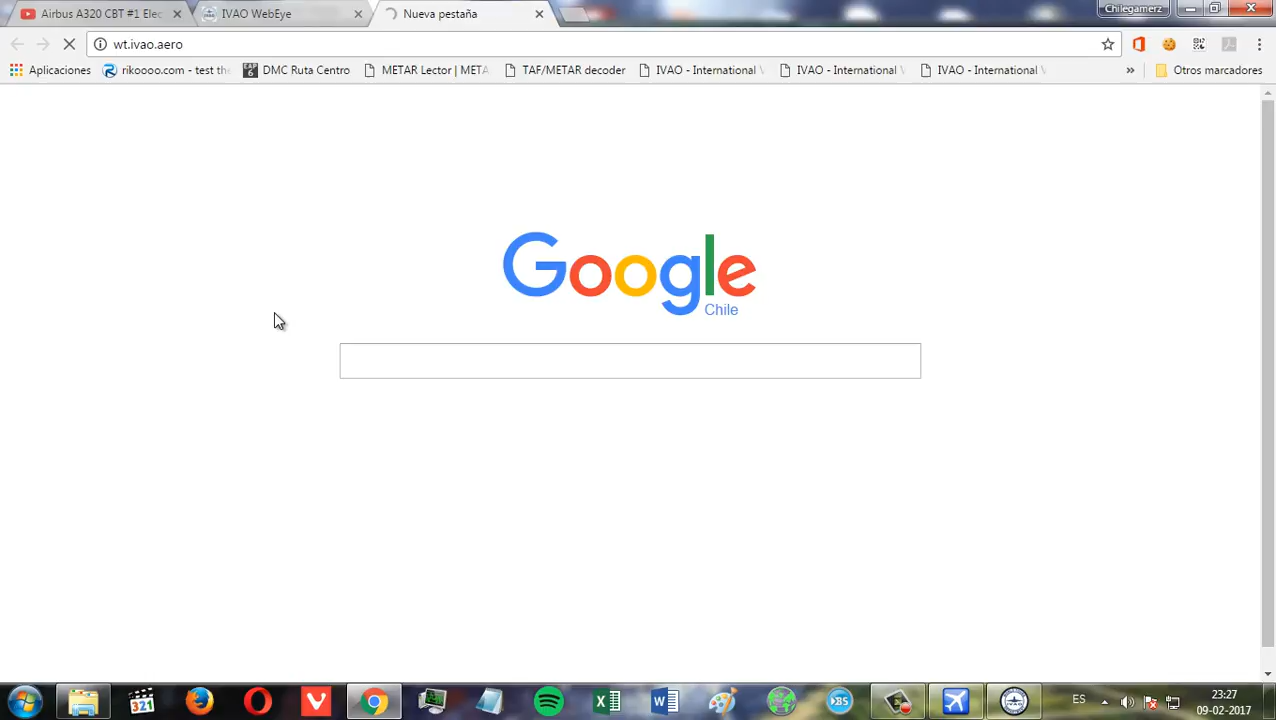 Airbus A320 CBT #1 Elec
IVAO WebEye
Nueva pestaña
Chilegamerz
wt.ivao.aero
Aplicaciones
rikoooo.com - test the
DMC Ruta Centro
METAR Lector | META
TAF/METAR decoder
IVAO - International V
IVAO - International V
IVAO - International V
»
Otros marcadores
Google
Chile
321
ES
23:27
09-02-2017